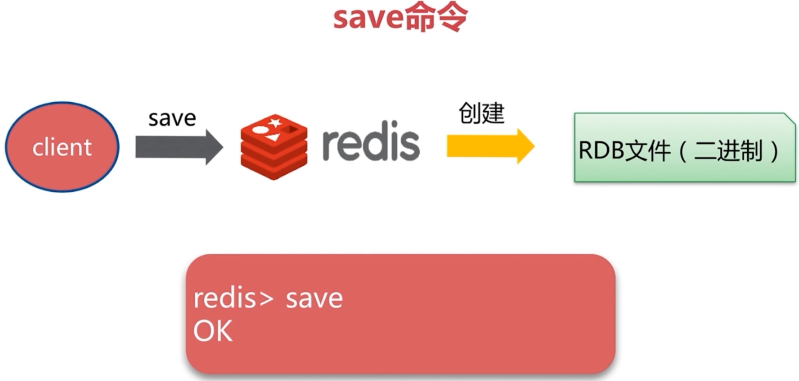 save命令
client
save
redis
创建
RDB文件（二进制）
redis> save
OK